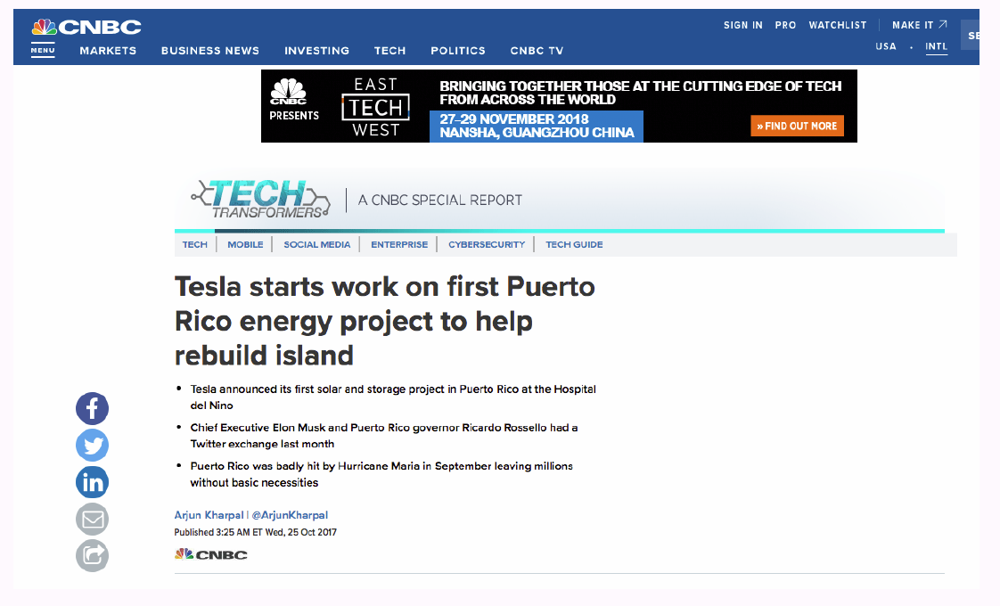 CNBC
SIGN IN PRO WATCHLIST MAKE IT
MENU MARKETS BUSINESS NEWS INVESTING TECH POLITICS CNBC TV
USA · INTL
CNBC
PRESENTS
EAST
TECH
WEST
BRINGING TOGETHER THOSE AT THE CUTTING EDGE OF TECH
FROM ACROSS THE WORLD
27–29 NOVEMBER 2018
NANSHA, GUANGZHOU CHINA
» FIND OUT MORE
TECH
TRANSFORMERS
A CNBC SPECIAL REPORT
TECH | MOBILE | SOCIAL MEDIA | ENTERPRISE | CYBERSECURITY | TECH GUIDE
Tesla starts work on first Puerto
Rico energy project to help
rebuild island
• Tesla announced its first solar and storage project in Puerto Rico at the Hospital
del Nino
• Chief Executive Elon Musk and Puerto Rico governor Ricardo Rossello had a
Twitter exchange last month
• Puerto Rico was badly hit by Hurricane Maria in September leaving millions
without basic necessities
Arjun Kharpal | @ArjunKharpal
Published 3:25 AM ET Wed, 25 Oct 2017
CNBC